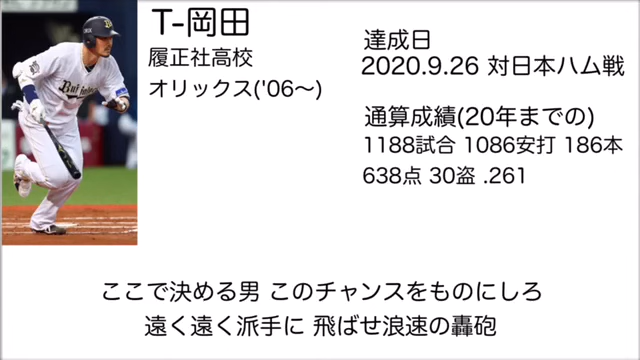 T-岡田
履正社高校
オリックス('06〜)
達成日
2020.9.26 対日本ハム戦
通算成績(20年までの)
1188試合 1086安打 186本
638点 30盗 .261
ここで決める男 このチャンスをものにしろ
遠く遠く派手に 飛ばせ浪速の轟砲